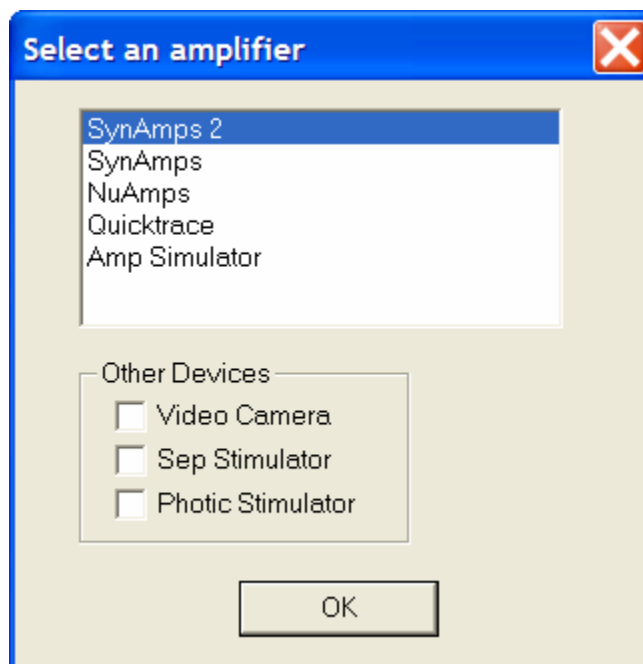 Select an amplifier
SynAmps 2
SynAmps
NuAmps
Quicktrace
Amp Simulator
Other Devices
Video Camera
Sep Stimulator
Photic Stimulator
OK